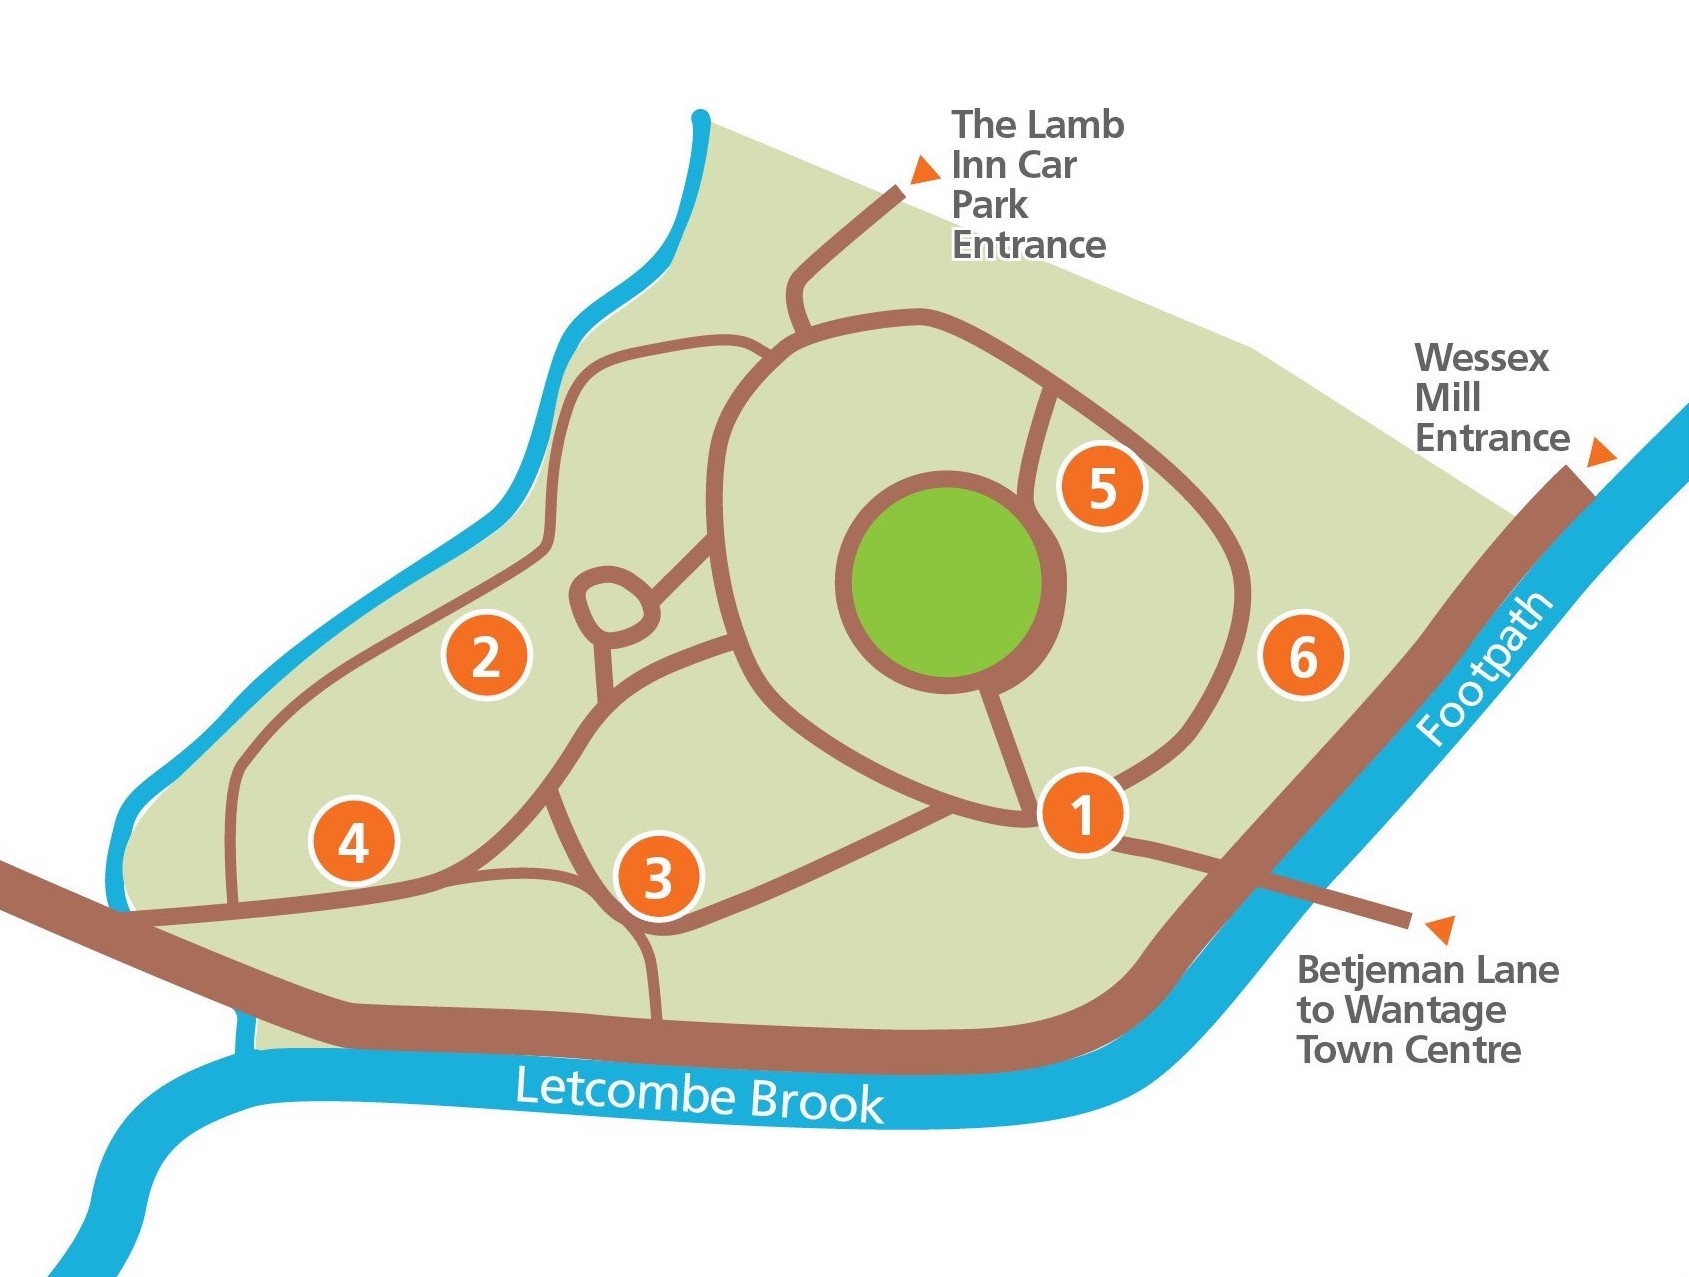 The Lamb
Inn Car
Park
Entrance
Wessex
Mill
Entrance
5
2
6
Footpath
1
4
3
Betjeman Lane
to Wantage
Town Centre
Letcombe Brook